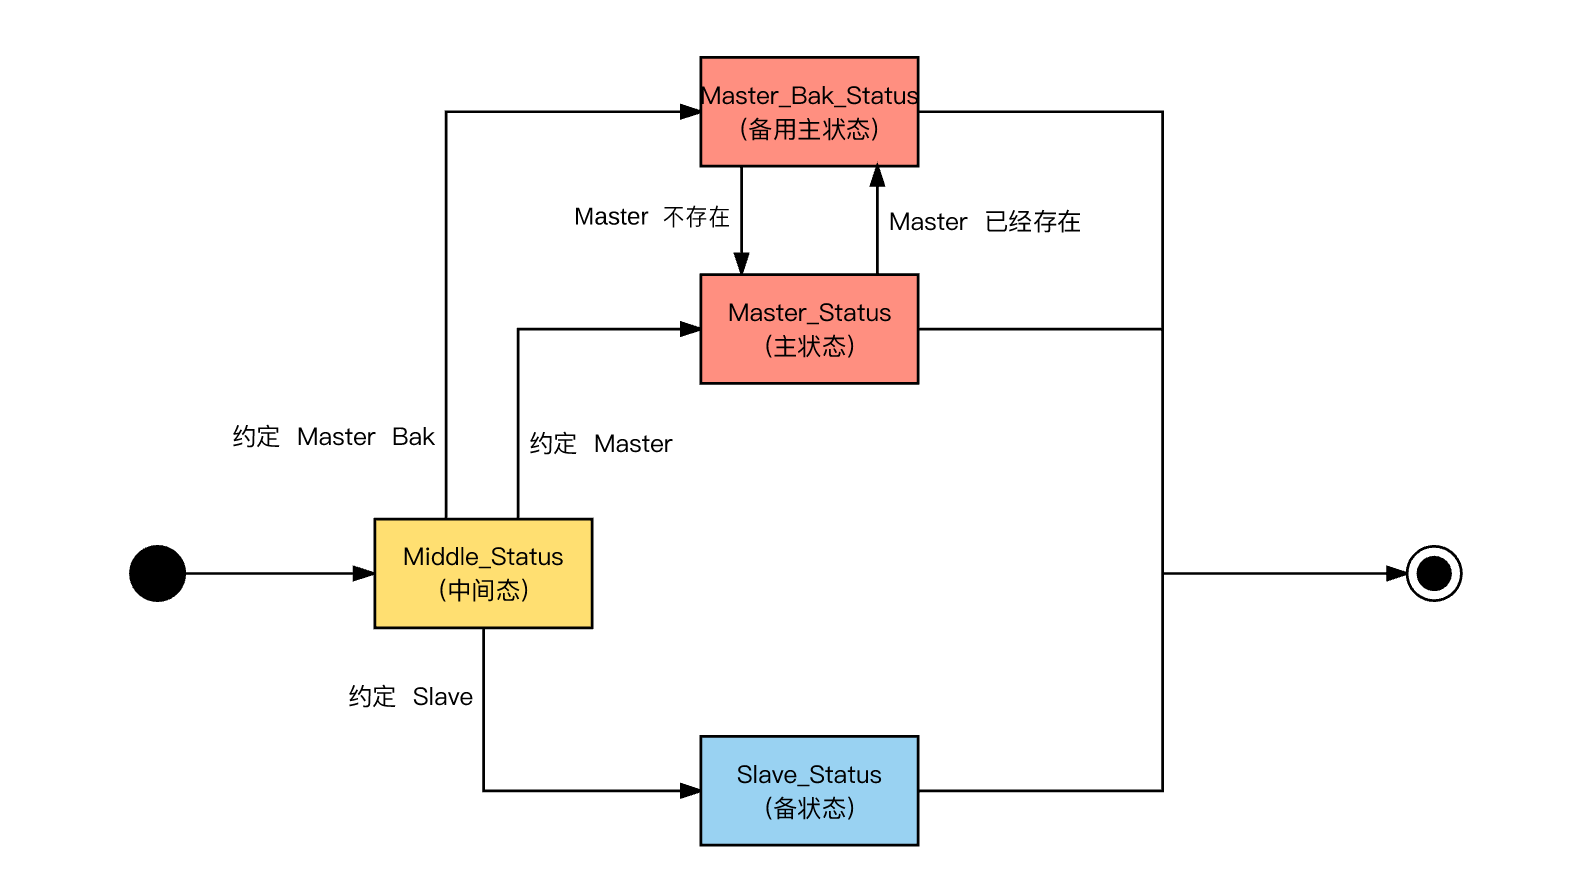 Master_Bak_Status
(备用主状态)
Master 不存在
Master 已经存在
Master_Status
(主状态)
约定 Master Bak
约定 Master
Middle_Status
(中间态)
约定 Slave
Slave_Status
(备状态)